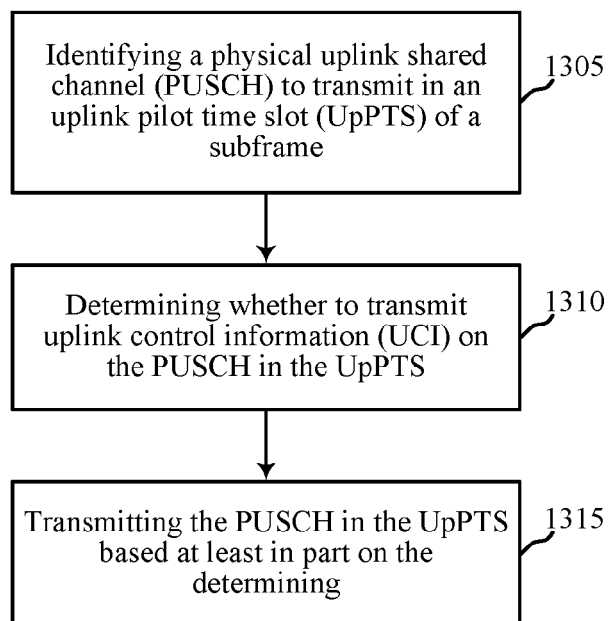 Identifying a physical uplink shared
channel (PUSCH) to transmit in an
uplink pilot time slot (UpPTS) of a
subframe
1305
Determining whether to transmit
uplink control information (UCI) on
the PUSCH in the UpPTS
1310
Transmitting the PUSCH in the UpPTS
based at least in part on the
determining
1315